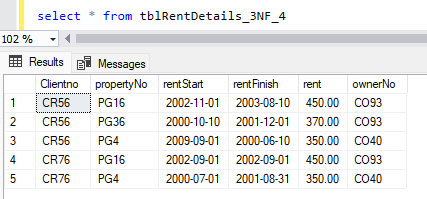 select * from tblRentDetails_3NF_4
102 %
Results Messages
Clientno propertyNo rentStart rentFinish rent ownerNo
1 CR56 PG16 2002-11-01 2003-08-10 450.00 CO93
2 CR56 PG36 2000-10-10 2001-12-01 370.00 CO93
3 CR56 PG4 2009-09-01 2000-06-10 350.00 CO40
4 CR76 PG16 2002-09-01 2002-09-01 450.00 CO93
5 CR76 PG4 2000-07-01 2001-08-31 350.00 CO40